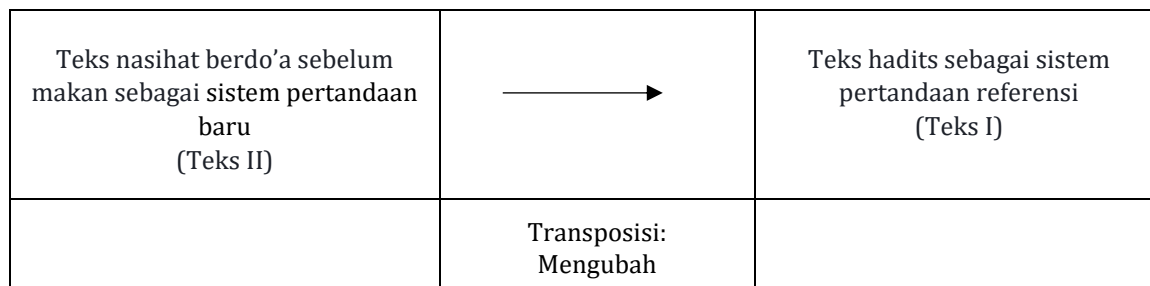 Teks nasihat berdo’a sebelum
makan sebagai sistem pertandaan
baru
(Teks II)
Teks hadits sebagai sistem
pertandaan referensi
(Teks I)
Transposisi:
Mengubah